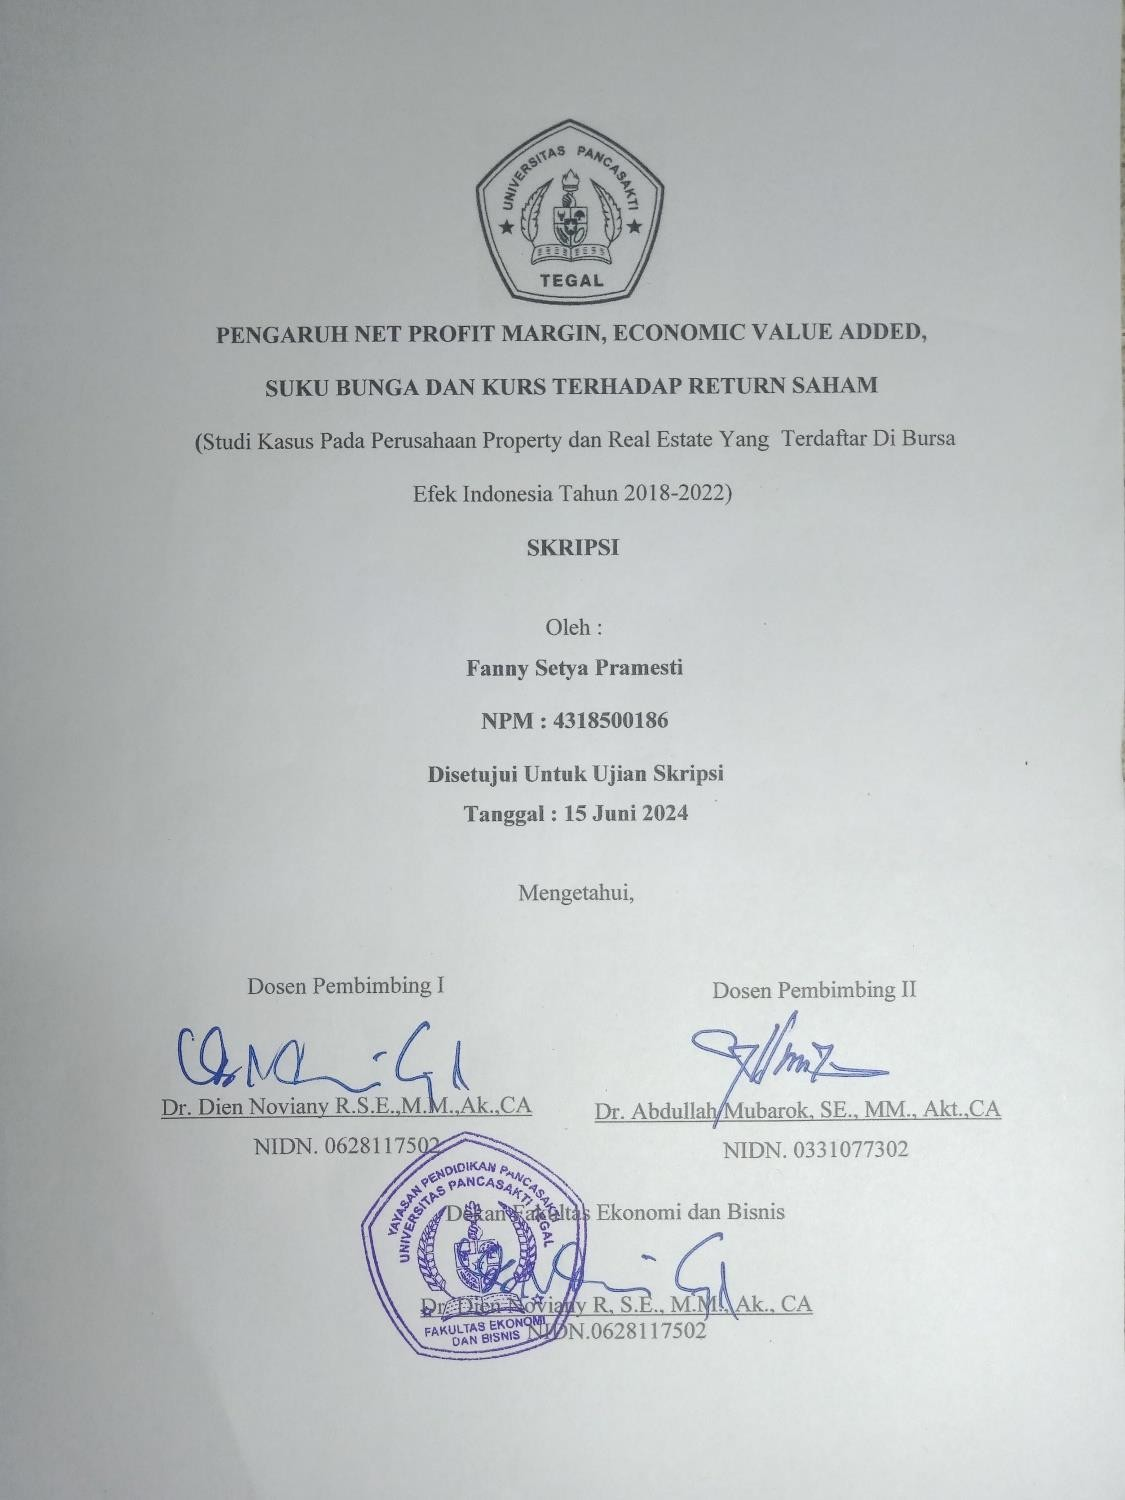 UNIVERSITAS PANCASAKTI
TEGAL
PENGARUH NET PROFIT MARGIN, ECONOMIC VALUE ADDED,
SUKU BUNGA DAN KURS TERHADAP RETURN SAHAM
(Studi Kasus Pada Perusahaan Property dan Real Estate Yang Terdaftar Di Bursa
Efek Indonesia Tahun 2018-2022)
SKRIPSI
Oleh :
Fanny Setya Pramesti
NPM : 4318500186
Disetujui Untuk Ujian Skripsi
Tanggal : 15 Juni 2024
Mengetahui,
Dosen Pembimbing I
Dosen Pembimbing II
Dr. Dien Noviany R.S.E.,M.M.,Ak.,CA
Dr. Abdullah Mubarok, SE., MM., Akt.,CA
NIDN. 0628117502
NIDN. 0331077302
YAYASAN PENDIDIKAN PANCASAKTI
UNIVERSITAS PANCASAKTI TEGAL
Dekan Fakultas Ekonomi dan Bisnis
Dr. Dien Noviany R, S.E., M.M., Ak., CA
NIDN.0628117502
FAKULTAS EKONOMI
DAN BISNIS